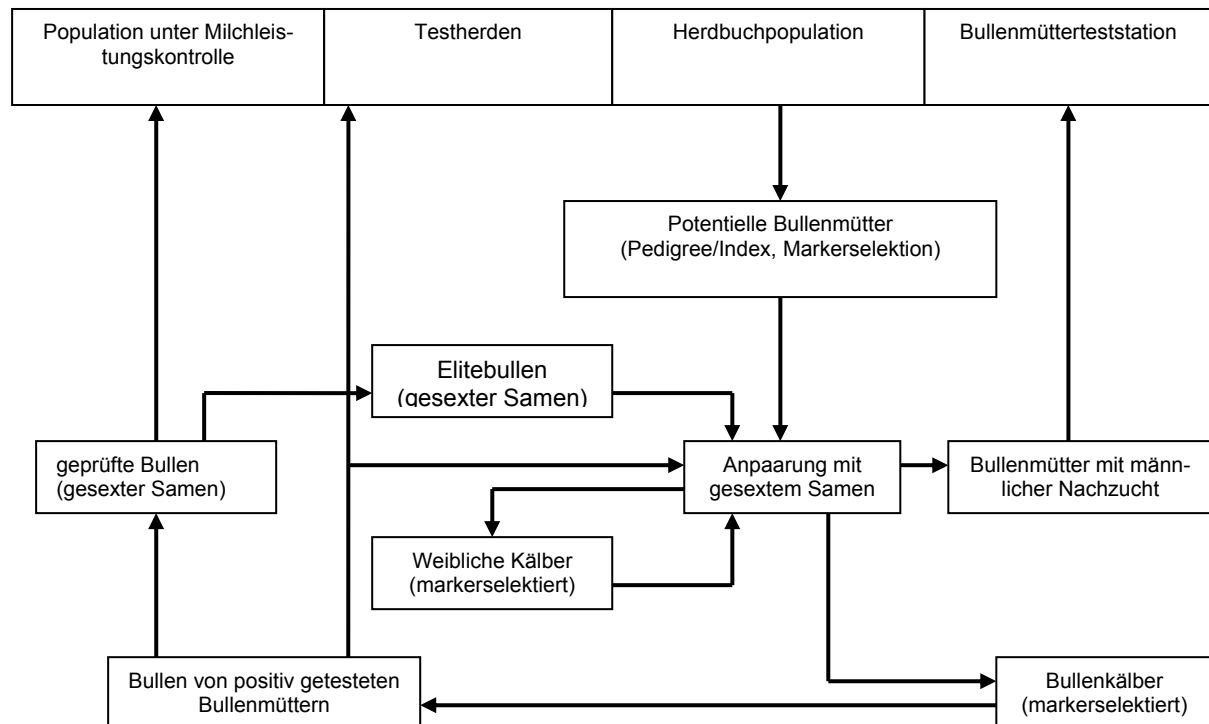 Population unter Milchleis-
tungskontrolle
Testherden
Herdbuchpopulation
Bullenmütterteststation
Potentielle Bullenmütter
(Pedigree/Index, Markerselektion)
Elitebullen
(gesexter Samen)
geprüfte Bullen
(gesexter Samen)
Anpaarung mit
gesextem Samen
Bullenmütter mit männ-
licher Nachzucht
Weibliche Kälber
(markerselektiert)
Bullen von positiv getesteten
Bullenmüttern
Bullenkälber
(markerselektiert)